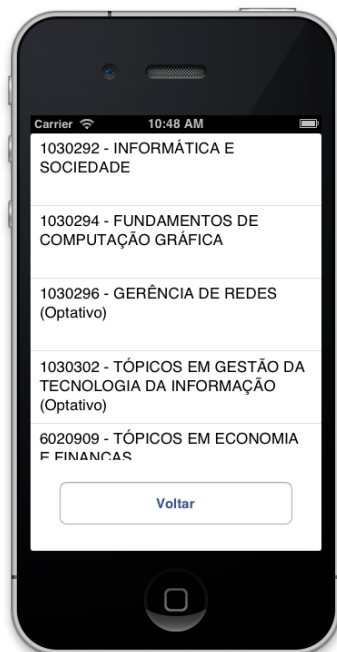 Carrier 10:48 AM
1030292 - INFORMÁTICA E
SOCIEDADE
1030294 - FUNDAMENTOS DE
COMPUTAÇÃO GRÁFICA
1030296 - GERÊNCIA DE REDES
(Optativo)
1030302 - TÓPICOS EM GESTÃO DA
TECNOLOGIA DA INFORMAÇÃO
(Optativo)
6020909 - TÓPICOS EM ECONOMIA
E FINANÇAS
Voltar